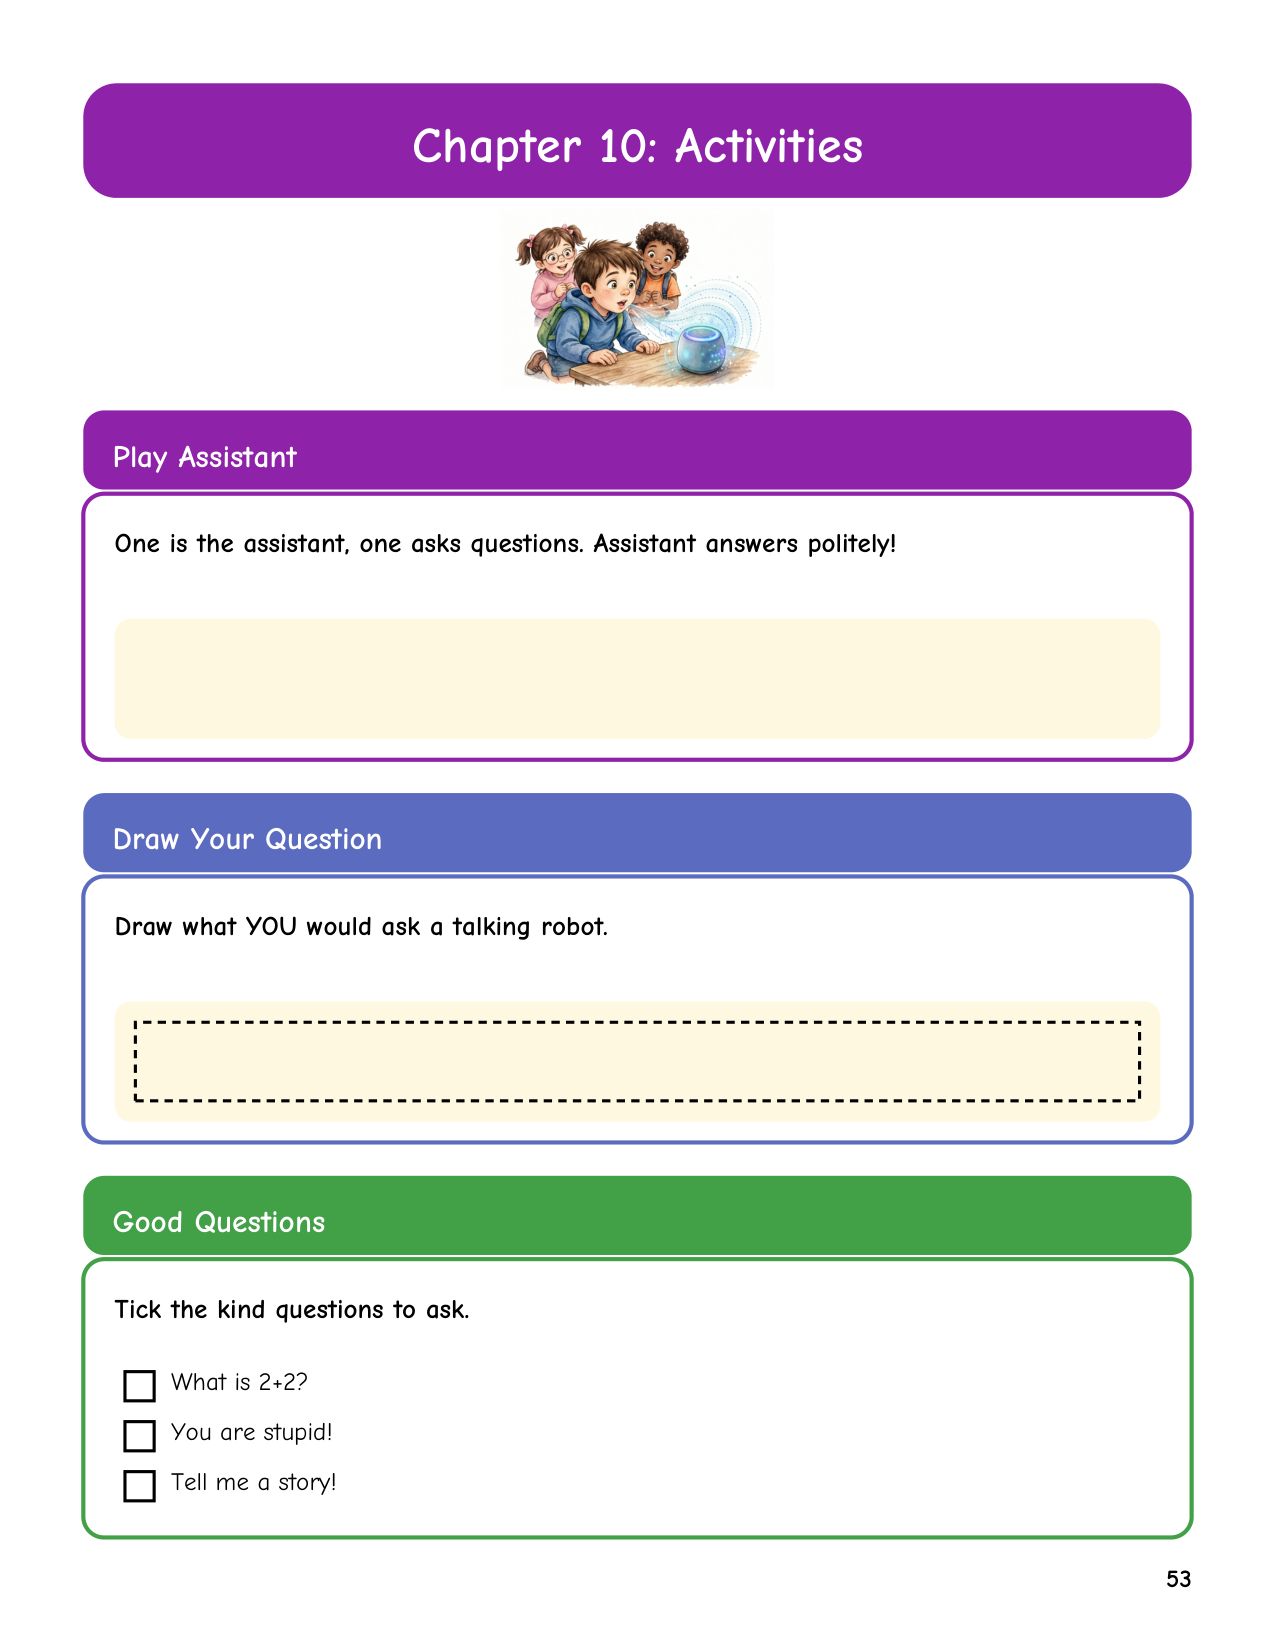 Chapter 10: Activities
Play Assistant
One is the assistant, one asks questions. Assistant answers politely!
Draw Your Question
Draw what YOU would ask a talking robot.
Good Questions
Tick the kind questions to ask.
What is 2+2?
You are stupid!
Tell me a story!
53